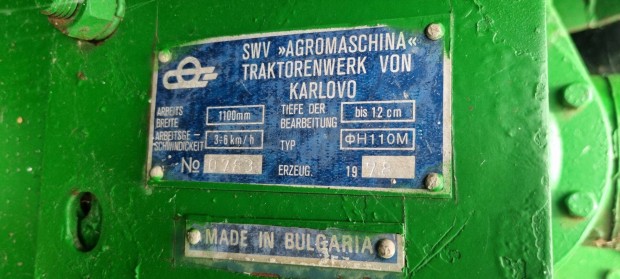 SWV »AGROMASCHINA«
TRAKTORENWERK VON
KARLOVO
ARBEITS BREITE 1100mm TIEFE DER BEARBEITUNG bis 12 cm
ARBEITSGE-SCHWINDICKEIT 3÷6 km/h TYP ФН110М
No ERZEUG. 19
MADE IN BULGARIA